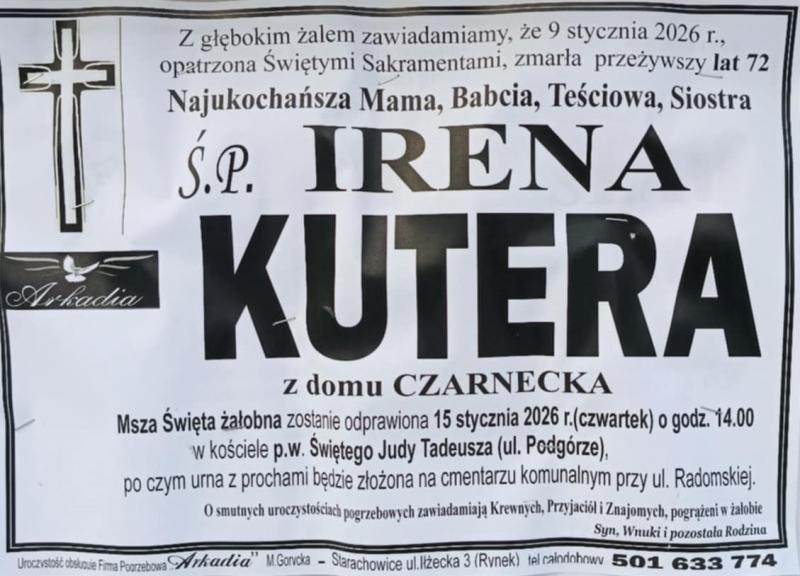 Z głębokim żalem zawiadamiamy, że 9 stycznia 2026 r.,
opatrzona Świętymi Sakramentami, zmarła przeżywszy lat 72
Najukochańsza Mama, Babcia, Teściowa, Siostra
Ś.P. IRENA
KUTERA
Arkadia
z domu CZARNECKA
Msza Święta żałobna zostanie odprawiona 15 stycznia 2026 r.(czwartek) o godz. 14.00
w kościele p.w. Świętego Judy Tadeusza (ul. Podgórze),
po czym urna z prochami będzie złożona na cmentarzu komunalnym przy ul. Radomskiej.
O smutnych uroczystościach pogrzebowych zawiadamiają Krewnych, Przyjaciół i Znajomych, pogrążeni w żałobie
Syn, Wnuki i pozostała Rodzina
Uroczystość obsługuje Firma Pogrzebowa "Arkadia" M.Gorycka – Starachowice ul.Iłżecka 3 (Rynek) tel całodobowy 501 633 774